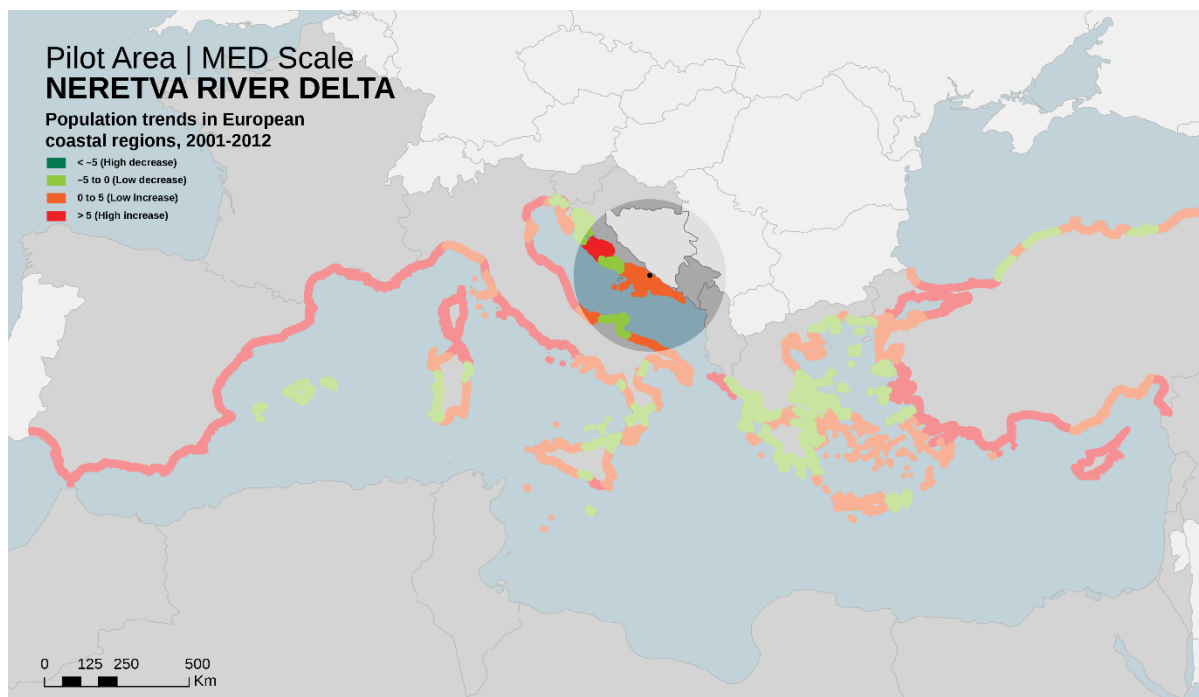 Pilot Area | MED Scale
NERETVA RIVER DELTA
Population trends in European
coastal regions, 2001-2012
< –5 (High decrease)
–5 to 0 (Low decrease)
0 to 5 (Low increase)
> 5 (High increase)
0 125 250 500
Km